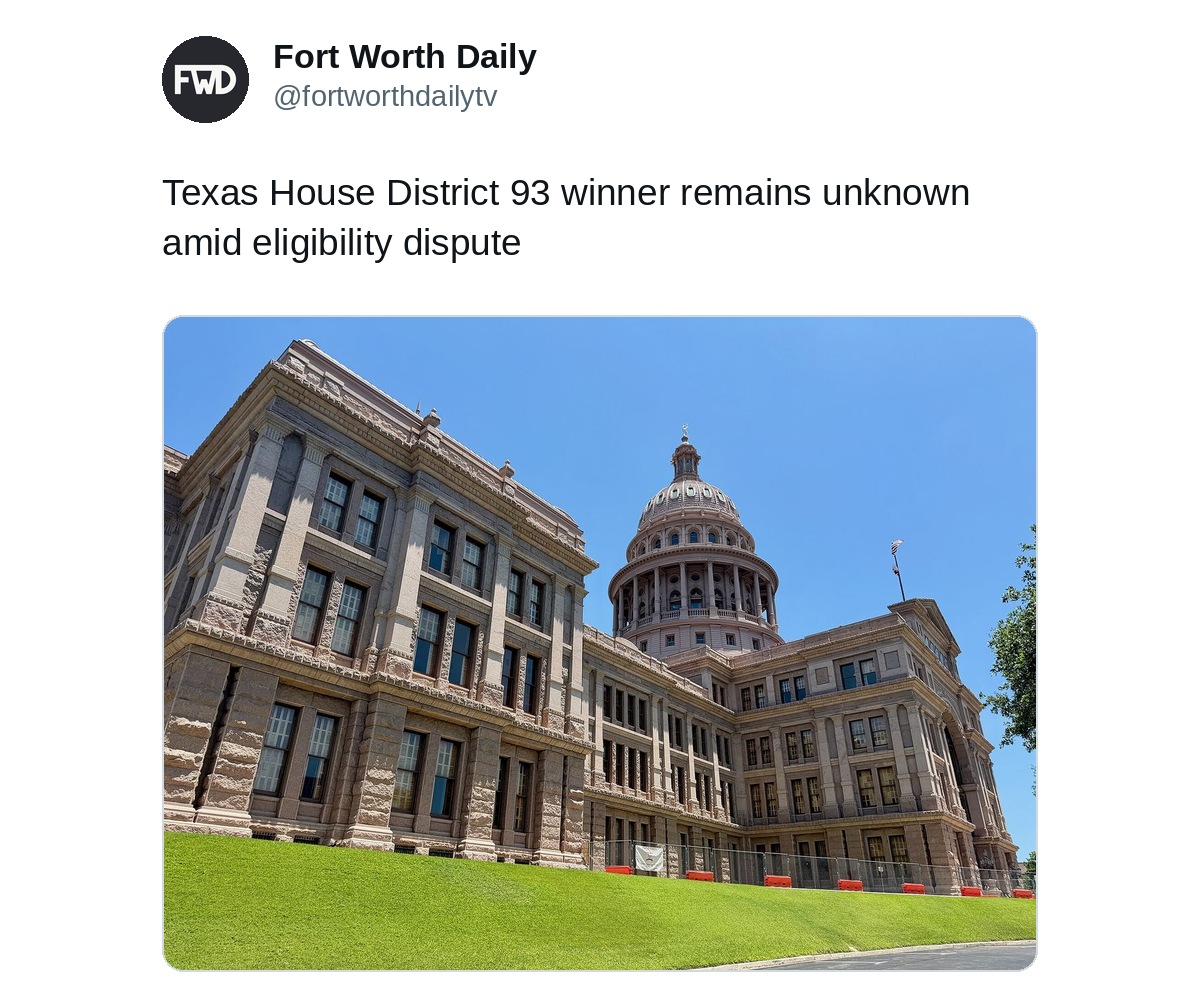 FWD
Fort Worth Daily
@fortworthdailytv
Texas House District 93 winner remains unknown
amid eligibility dispute